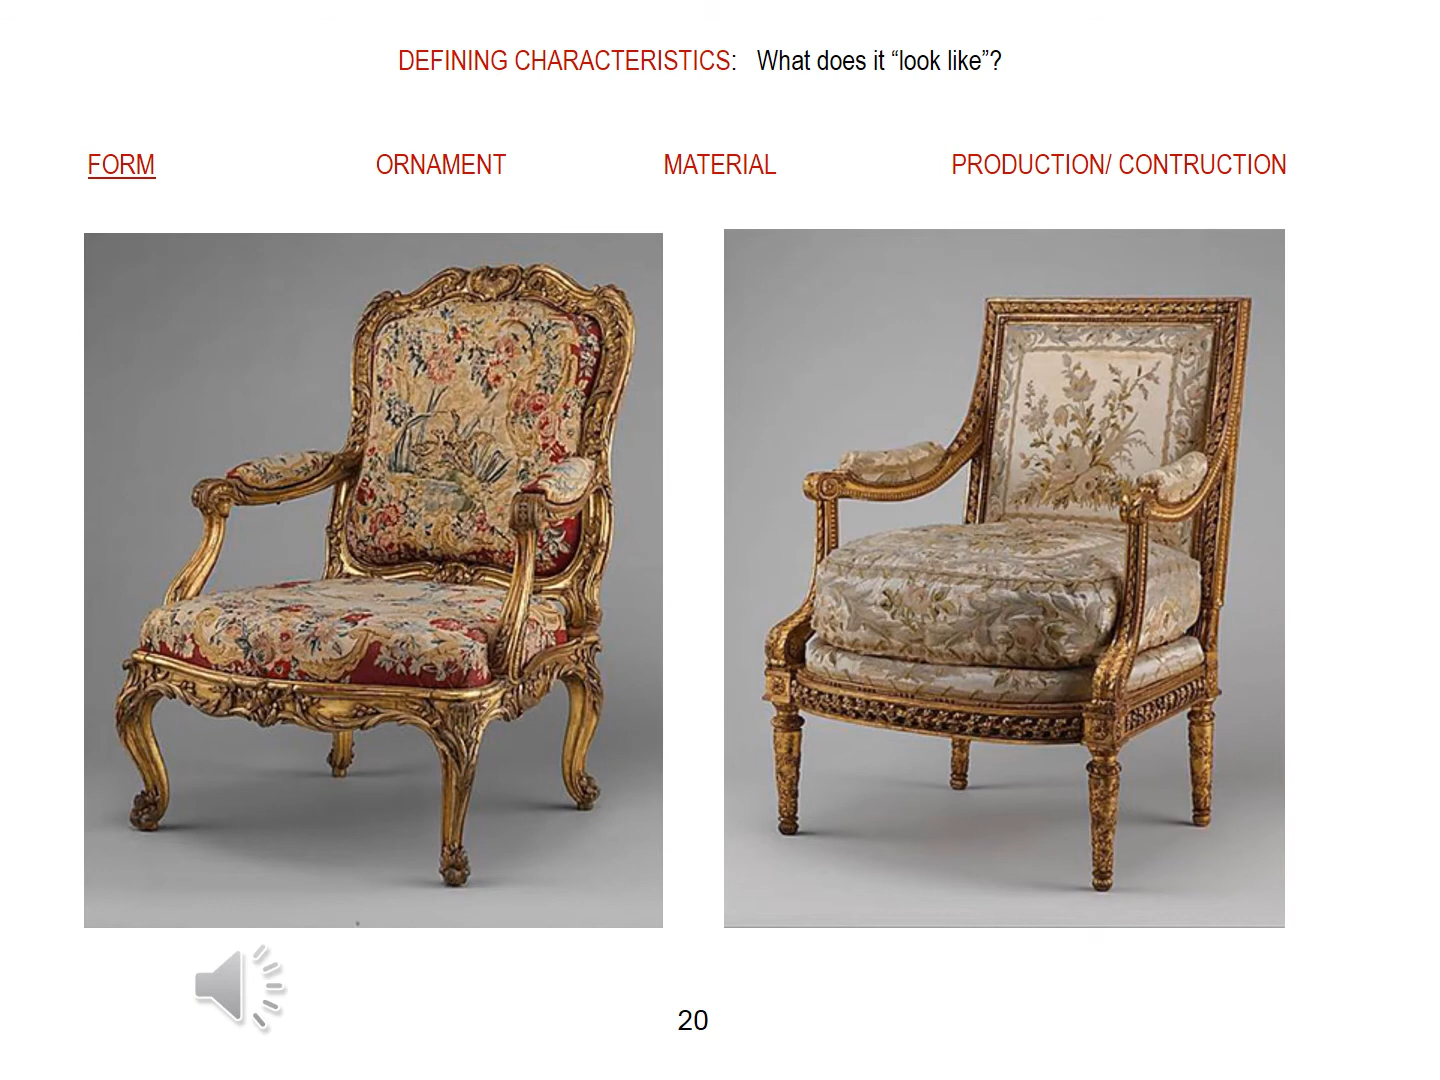 DEFINING CHARACTERISTICS: What does it “look like”?
FORM ORNAMENT MATERIAL PRODUCTION/ CONTRUCTION
20